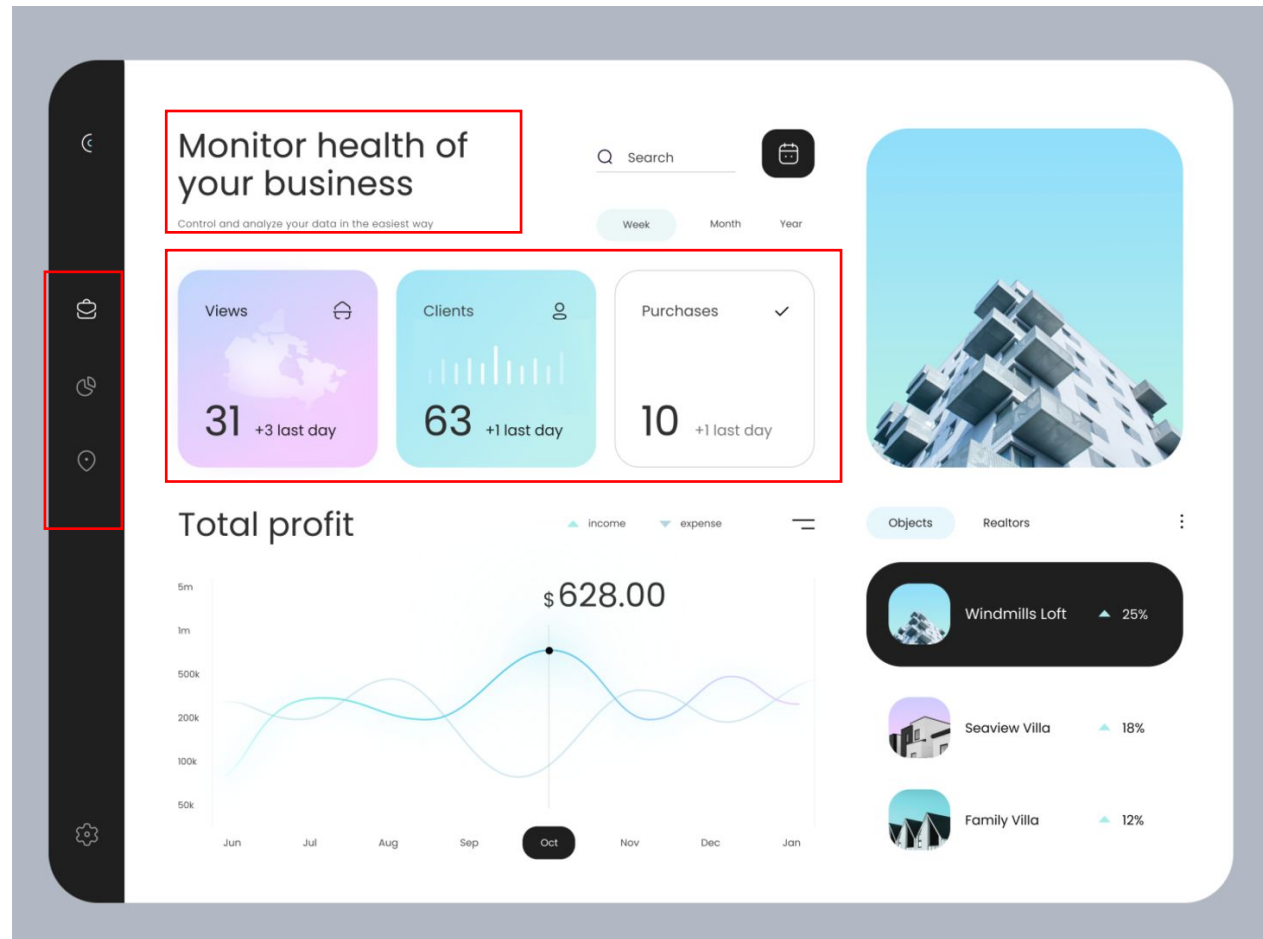 Monitor health of
your business
Control and analyze your data in the easiest way
Search
Week Month Year
Views
31 +3 last day
Clients
63 +1 last day
Purchases
10 +1 last day
Total profit
income expense
$628.00
5m
1m
500k
200k
100k
50k
Jun Jul Aug Sep Oct Nov Dec Jan
Objects Realtors
Windmills Loft 25%
Seaview Villa 18%
Family Villa 12%